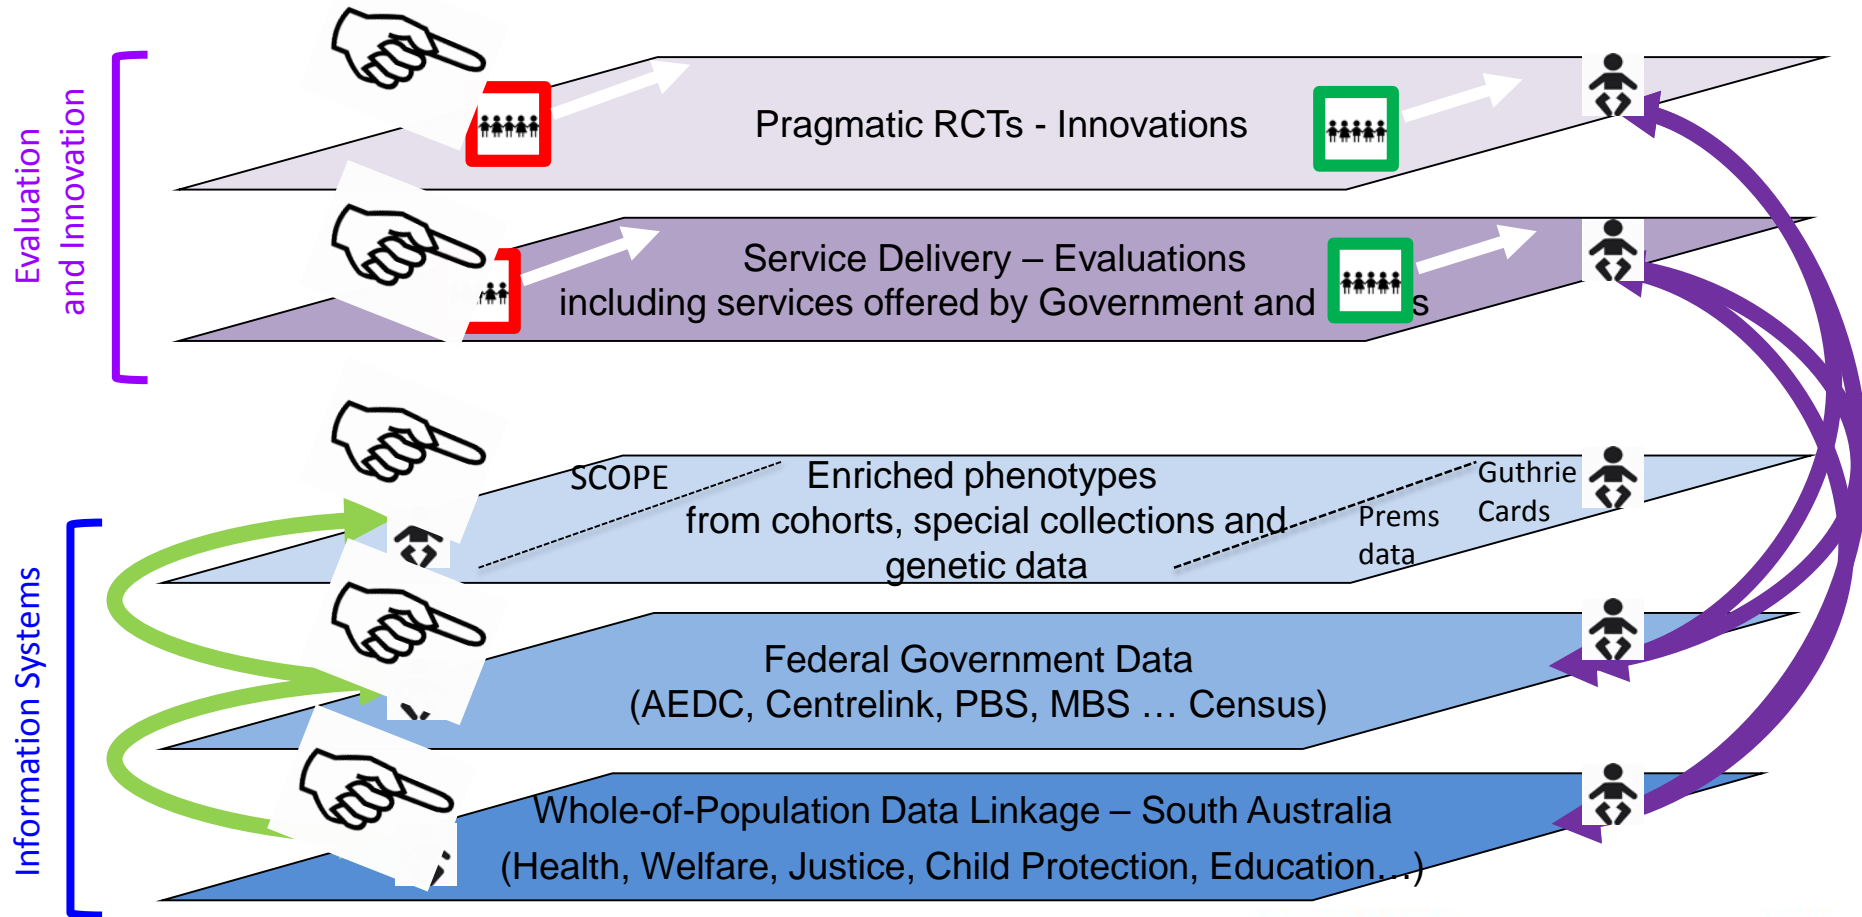 Evaluation
and Innovation
Pragmatic RCTs - Innovations
Service Delivery – Evaluations
including services offered by Government and s
Information Systems
SCOPE
Enriched phenotypes
from cohorts, special collections and
genetic data
Prems
data
Guthrie
Cards
Federal Government Data
(AEDC, Centrelink, PBS, MBS … Census)
Whole-of-Population Data Linkage – South Australia
(Health, Welfare, Justice, Child Protection, Education…)